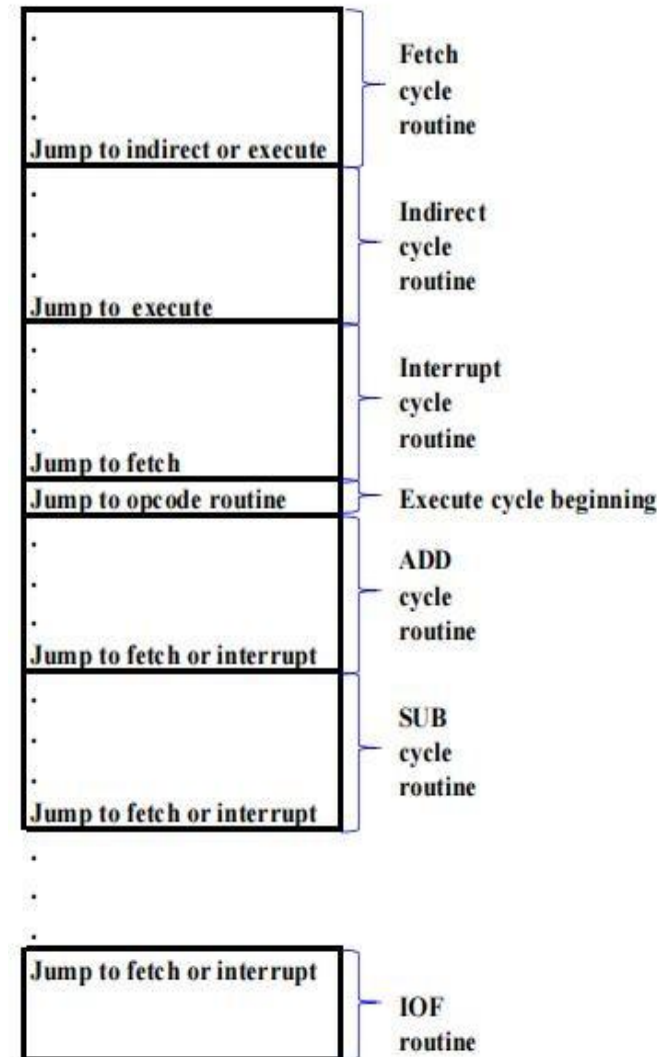 .
.
.
Jump to indirect or execute
Fetch
cycle
routine
.
.
.
Jump to execute
Indirect
cycle
routine
.
.
.
Jump to fetch
Interrupt
cycle
routine
Jump to opcode routine
Execute cycle beginning
.
.
.
Jump to fetch or interrupt
ADD
cycle
routine
.
.
.
Jump to fetch or interrupt
SUB
cycle
routine
.
.
.
Jump to fetch or interrupt
IOF
routine